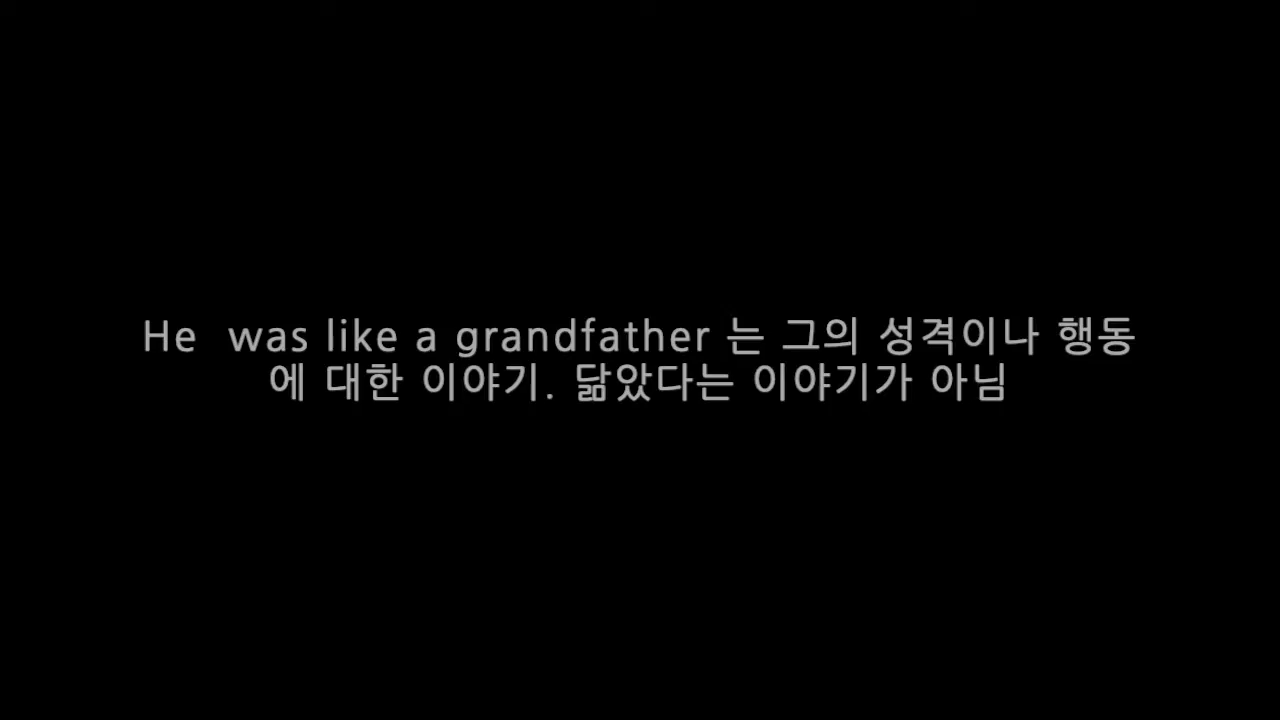 He  was like a grandfather 는 그의 성격이나 행동
에 대한 이야기. 닮았다는 이야기가 아님